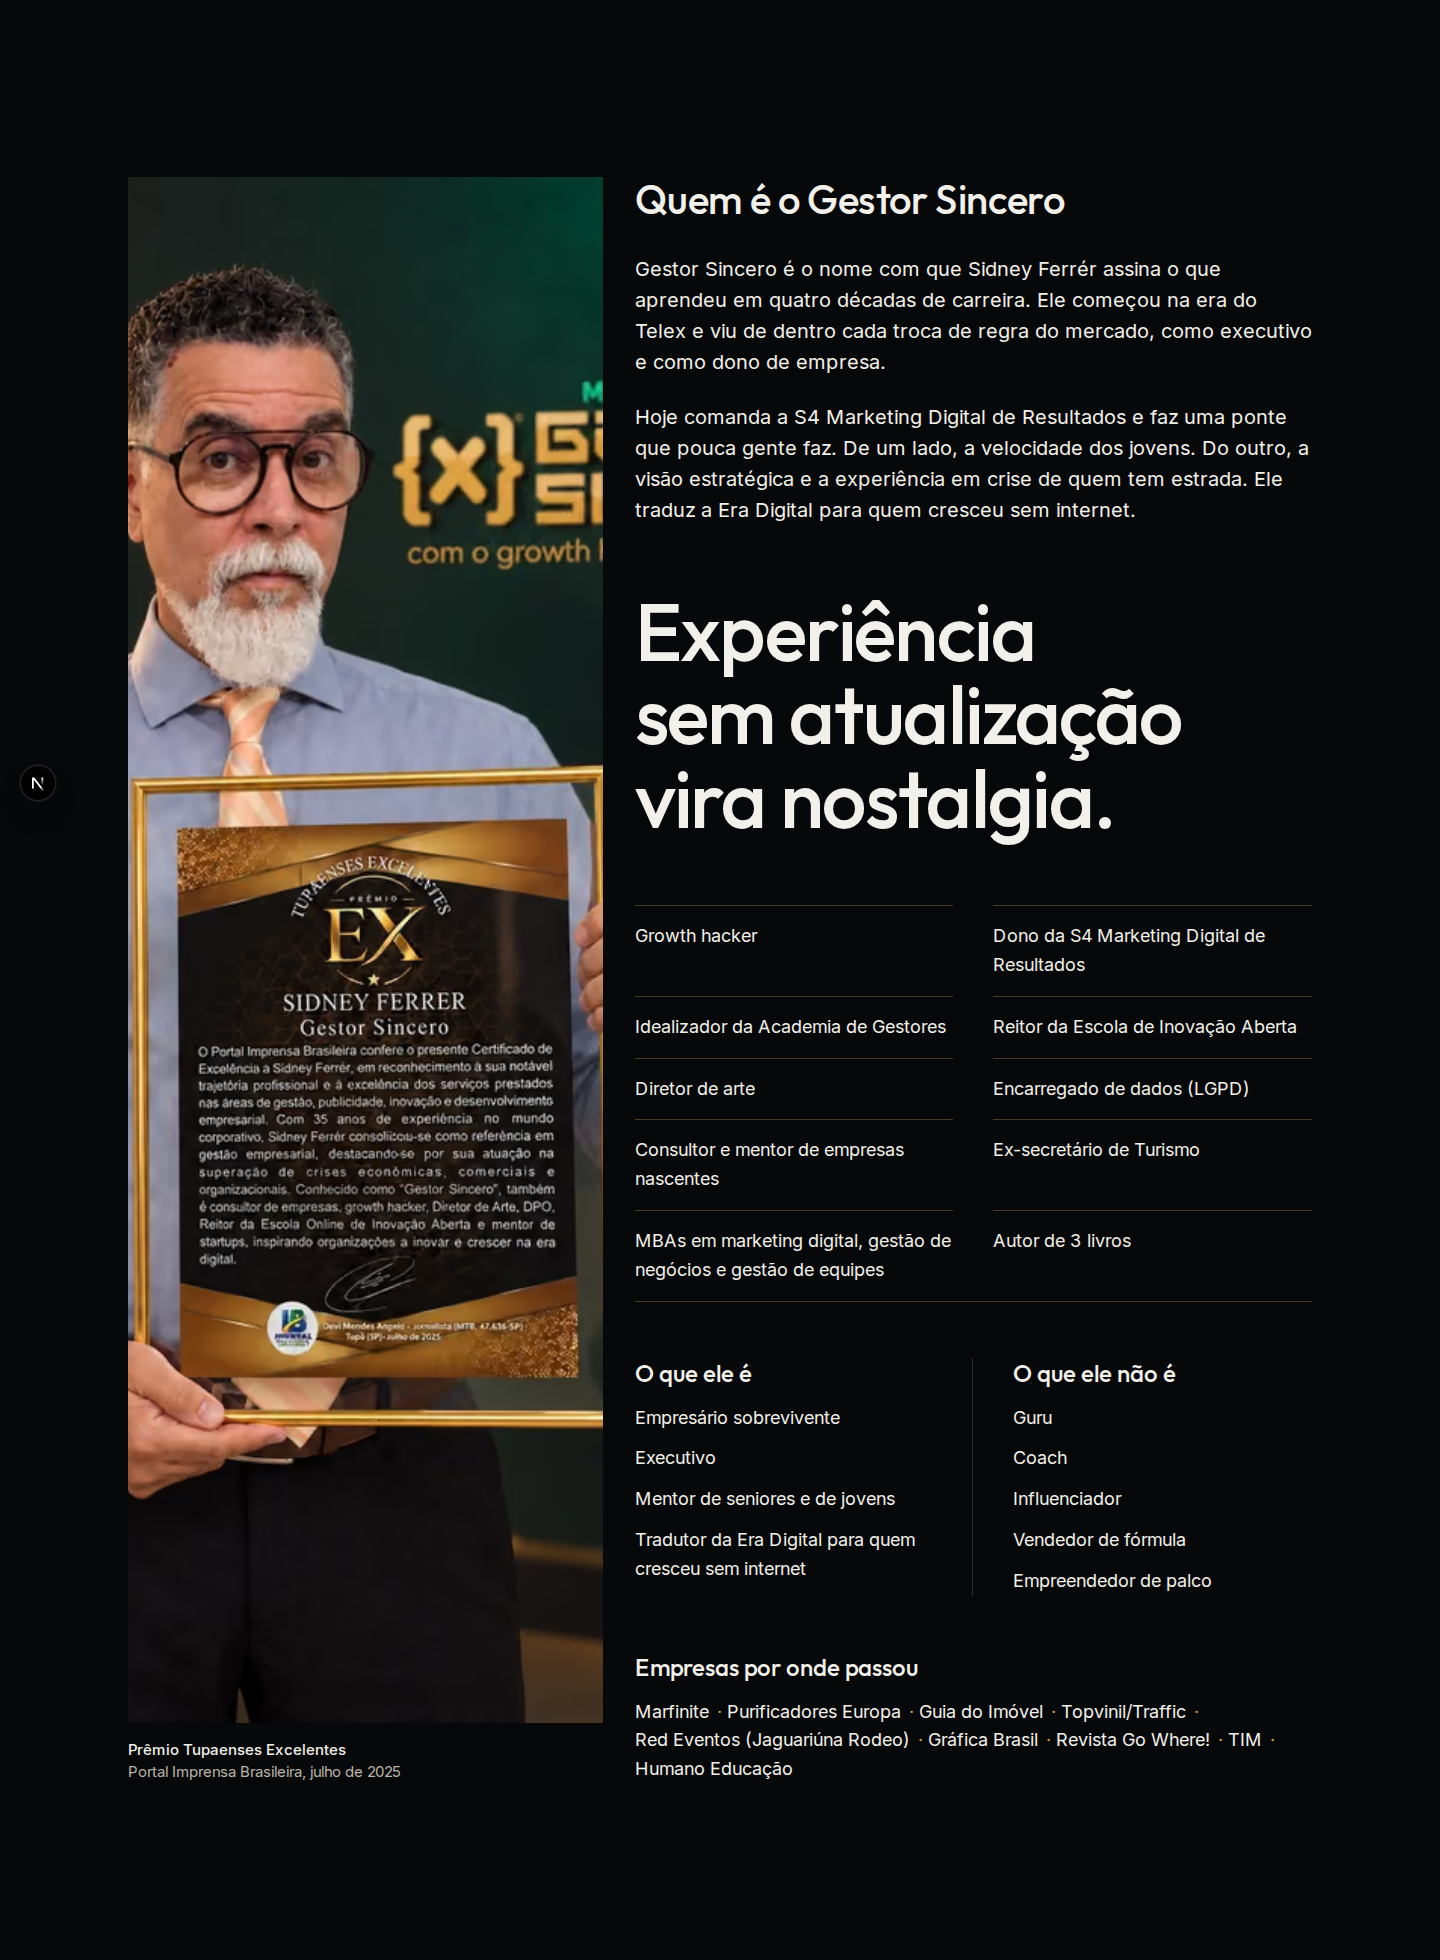 M
{x} GE
SI
com o growth h
TUPAENSES EXCELENTES
PRÊMIO
EX
SIDNEY FERRER
Gestor Sincero
O Portal Imprensa Brasileira confere o presente Certificado de
Excelência a Sidney Ferrér, em reconhecimento à sua notável
trajetória profissional e à excelência dos serviços prestados
nas áreas de gestão, publicidade, inovação e desenvolvimento
empresarial. Com 35 anos de experiência no mundo
corporativo, Sidney Ferrér consolidou-se como referência em
gestão empresarial, destacando-se por sua atuação na
superação de crises econômicas, comerciais e
organizacionais. Conhecido como "Gestor Sincero", também
é consultor de empresas, growth hacker, Diretor de Arte, DPO,
Reitor da Escola Online de Inovação Aberta e mentor de
startups, inspirando organizações a inovar e crescer na era
digital.
Devi Mendes Angelo - Jornalista (MTB. 47.636-SP) -
Tupã (SP)- Julho de 2025
Prêmio Tupaenses Excelentes
Portal Imprensa Brasileira, julho de 2025
Quem é o Gestor Sincero
Gestor Sincero é o nome com que Sidney Ferrér assina o que
aprendeu em quatro décadas de carreira. Ele começou na era do
Telex e viu de dentro cada troca de regra do mercado, como executivo
e como dono de empresa.
Hoje comanda a S4 Marketing Digital de Resultados e faz uma ponte
que pouca gente faz. De um lado, a velocidade dos jovens. Do outro, a
visão estratégica e a experiência em crise de quem tem estrada. Ele
traduz a Era Digital para quem cresceu sem internet.
Experiência
sem atualização
vira nostalgia.
Growth hacker
Dono da S4 Marketing Digital de
Resultados
Idealizador da Academia de Gestores
Reitor da Escola de Inovação Aberta
Diretor de arte
Encarregado de dados (LGPD)
Consultor e mentor de empresas
nascentes
Ex-secretário de Turismo
MBAs em marketing digital, gestão de
negócios e gestão de equipes
Autor de 3 livros
O que ele é
Empresário sobrevivente
Executivo
Mentor de seniores e de jovens
Tradutor da Era Digital para quem
cresceu sem internet
O que ele não é
Guru
Coach
Influenciador
Vendedor de fórmula
Empreendedor de palco
Empresas por onde passou
Marfinite · Purificadores Europa · Guia do Imóvel · Topvinil/Traffic ·
Red Eventos (Jaguariúna Rodeo) · Gráfica Brasil · Revista Go Where! · TIM ·
Humano Educação